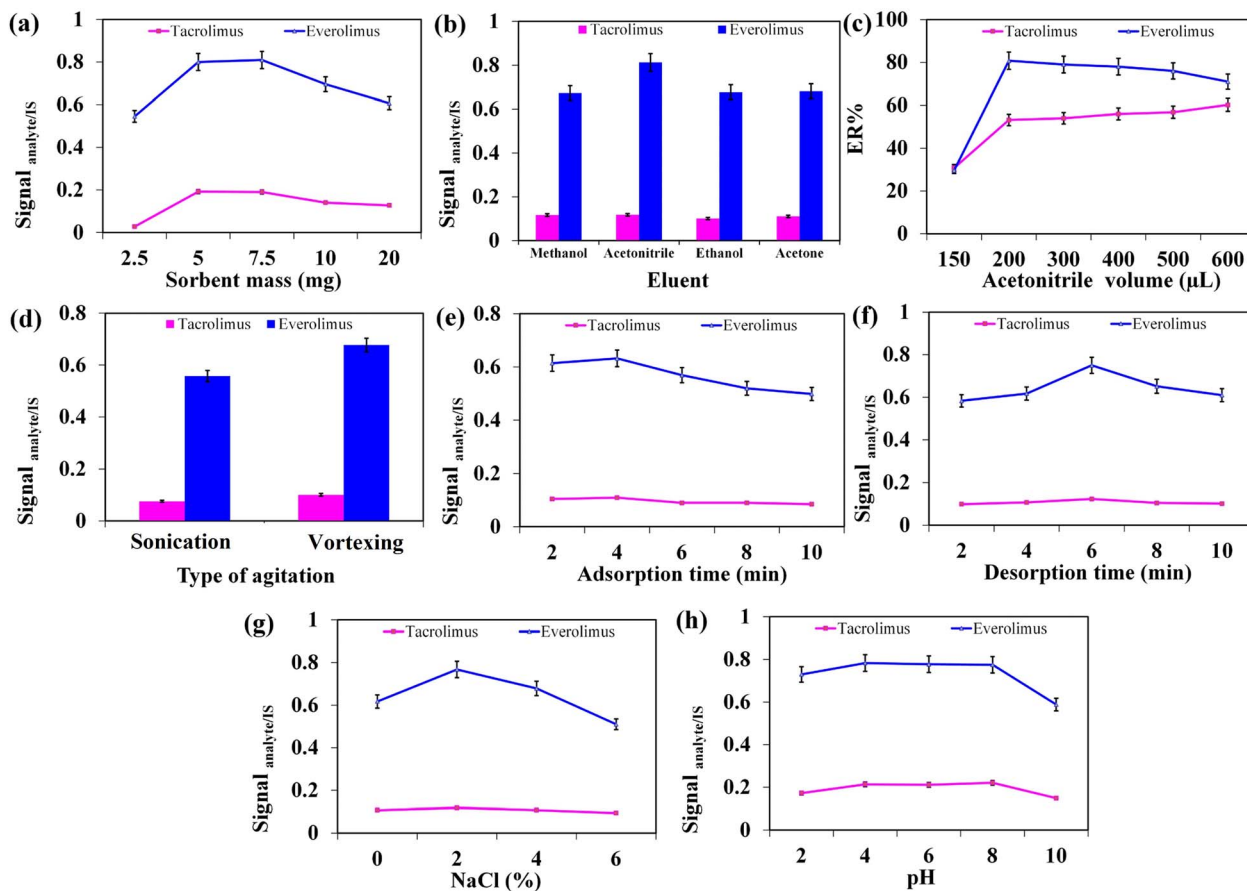 (a)
Tacrolimus Everolimus
1
0.8
0.6
0.4
0.2
0
Signal analyte/IS
2.5 5 7.5 10 20
Sorbent mass (mg)
(b)
Tacrolimus Everolimus
1
0.8
0.6
0.4
0.2
0
Signal analyte/IS
Methanol Acetonitrile Ethanol Acetone
Eluent
(c)
Tacrolimus Everolimus
100
80
60
40
20
0
ER%
150 200 300 400 500 600
Acetonitrile volume (µL)
(d)
Tacrolimus Everolimus
0.8
0.6
0.4
0.2
0
Signal analyte/IS
Sonication Vortexing
Type of agitation
(e)
Tacrolimus Everolimus
0.8
0.6
0.4
0.2
0
Signal analyte/IS
2 4 6 8 10
Adsorption time (min)
(f)
Tacrolimus Everolimus
1
0.8
0.6
0.4
0.2
0
Signal analyte/IS
2 4 6 8 10
Desorption time (min)
(g)
Tacrolimus Everolimus
1
0.8
0.6
0.4
0.2
0
Signal analyte/IS
0 2 4 6
NaCl (%)
(h)
Tacrolimus Everolimus
1
0.8
0.6
0.4
0.2
0
Signal analyte/IS
2 4 6 8 10
pH